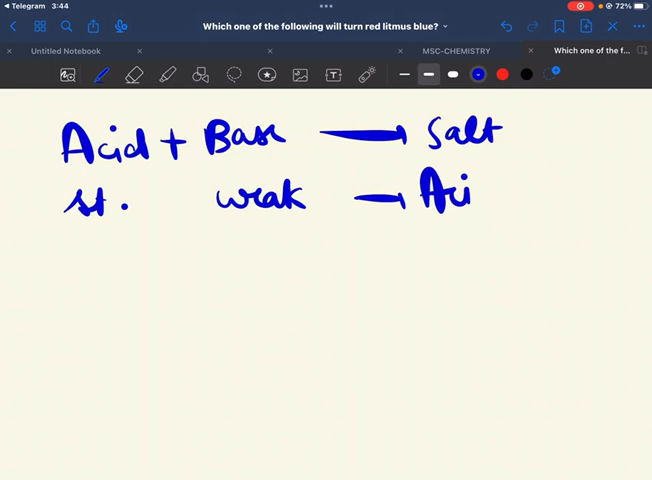 Telegram 3:44 72%
Which one of the following will turn red litmus blue?
Untitled Notebook MSC-CHEMISTRY Which one of the f...
Acid + Base → Salt
st. weak → Aci